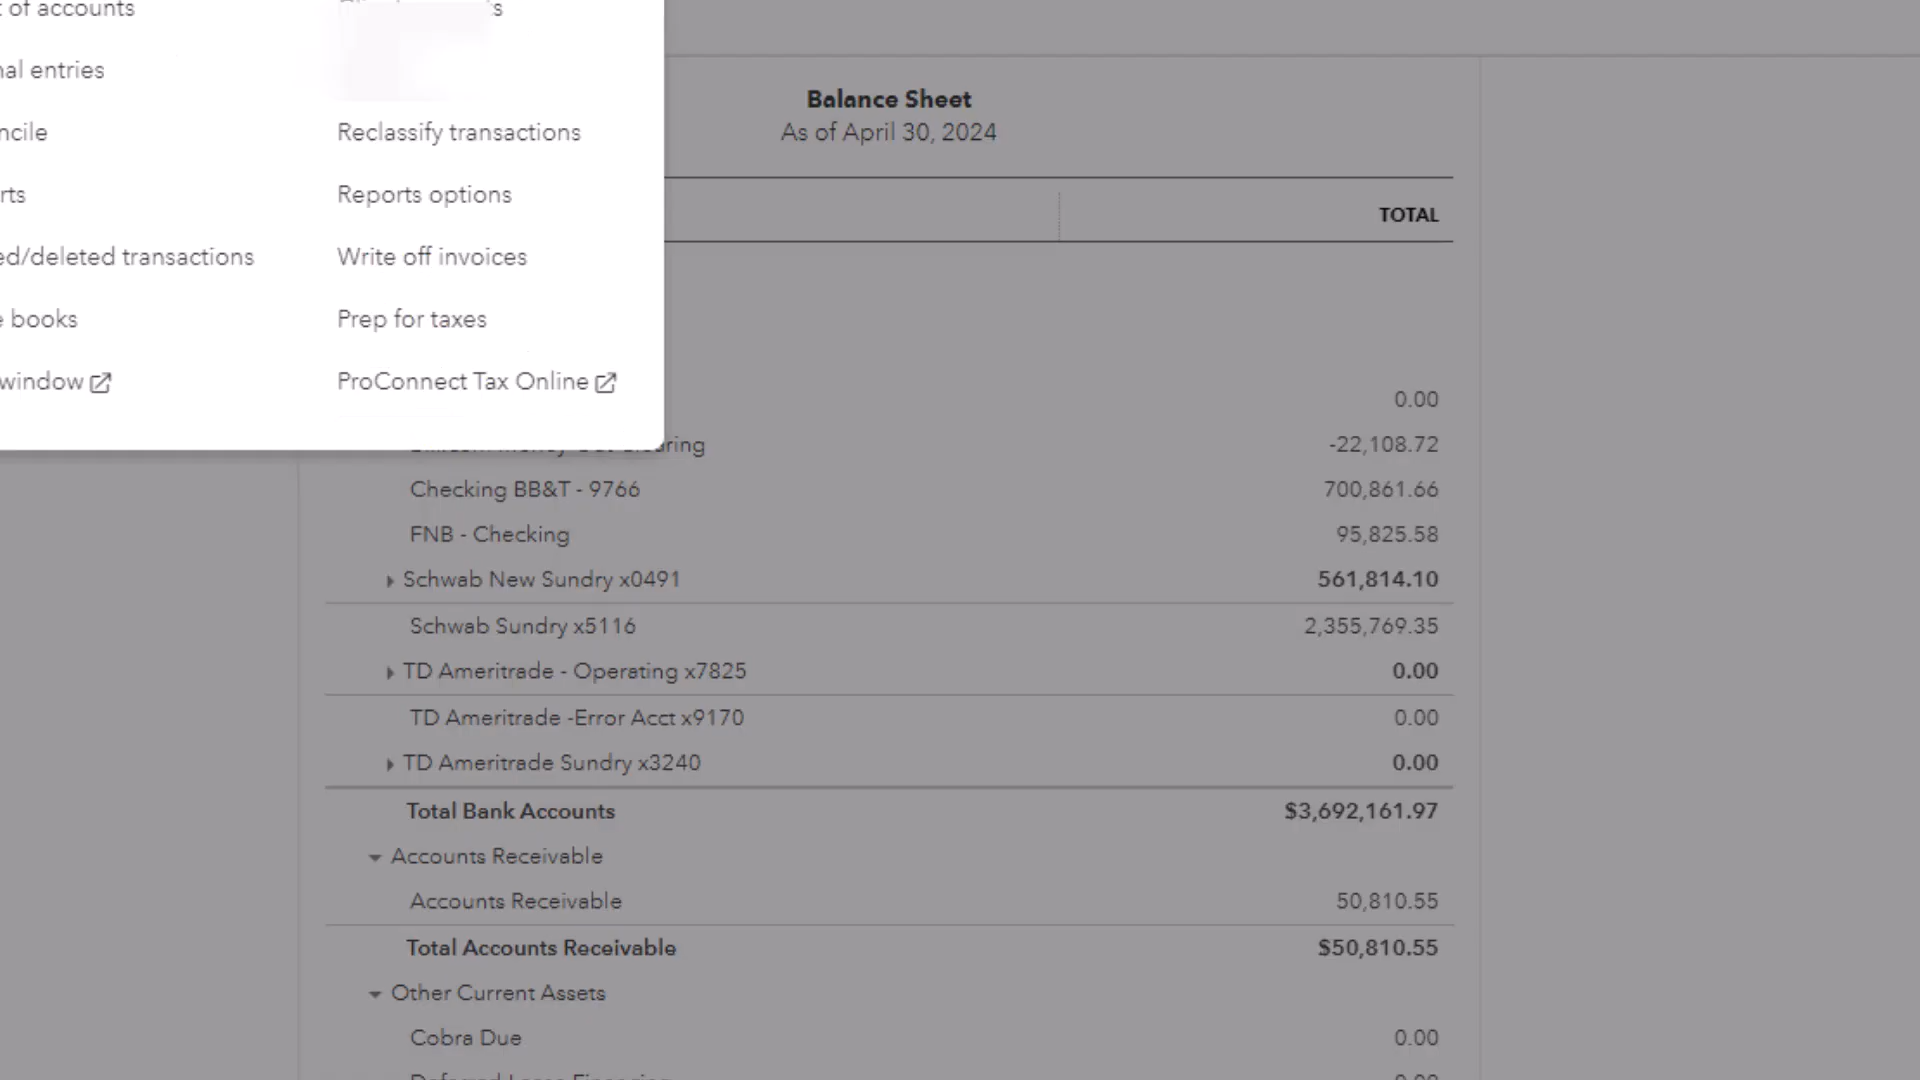 of accounts
nal entries
ncile
Reclassify transactions
rts
Reports options
ed/deleted transactions
Write off invoices
books
Prep for taxes
window
ProConnect Tax Online
Balance Sheet
As of April 30, 2024
TOTAL
0.00
-22,108.72
Checking BB&T - 9766 700,861.66
FNB - Checking 95,825.58
Schwab New Sundry x0491 561,814.10
Schwab Sundry x5116 2,355,769.35
TD Ameritrade - Operating x7825 0.00
TD Ameritrade -Error Acct x9170 0.00
TD Ameritrade Sundry x3240 0.00
Total Bank Accounts $3,692,161.97
Accounts Receivable
Accounts Receivable 50,810.55
Total Accounts Receivable $50,810.55
Other Current Assets
Cobra Due 0.00